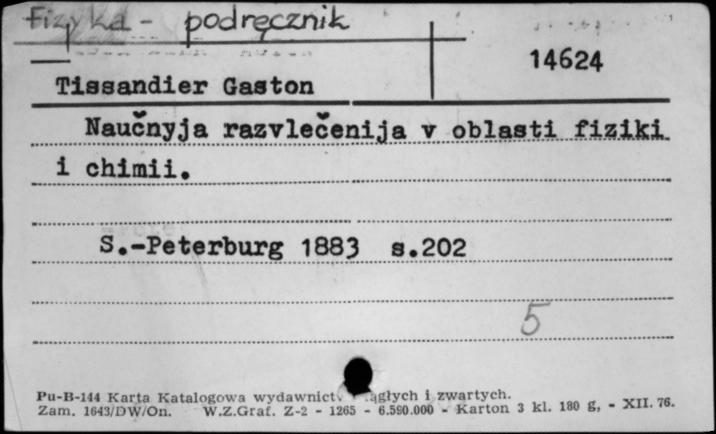 Fizyka - podręcznik
14624
Tissandier Gaston
Naučnyja razvlečenija v oblasti fiziki
i chimii.
S.-Peterburg 1883 s.202
5
Pu-B-144 Karta Katalogowa wydawnictw ciągłych i zwartych.
Zam. 1643/DW/On. W.Z.Graf. Z-2 - 1265 - 6.590.000 - Karton 3 kl. 180 g, - XII. 76.